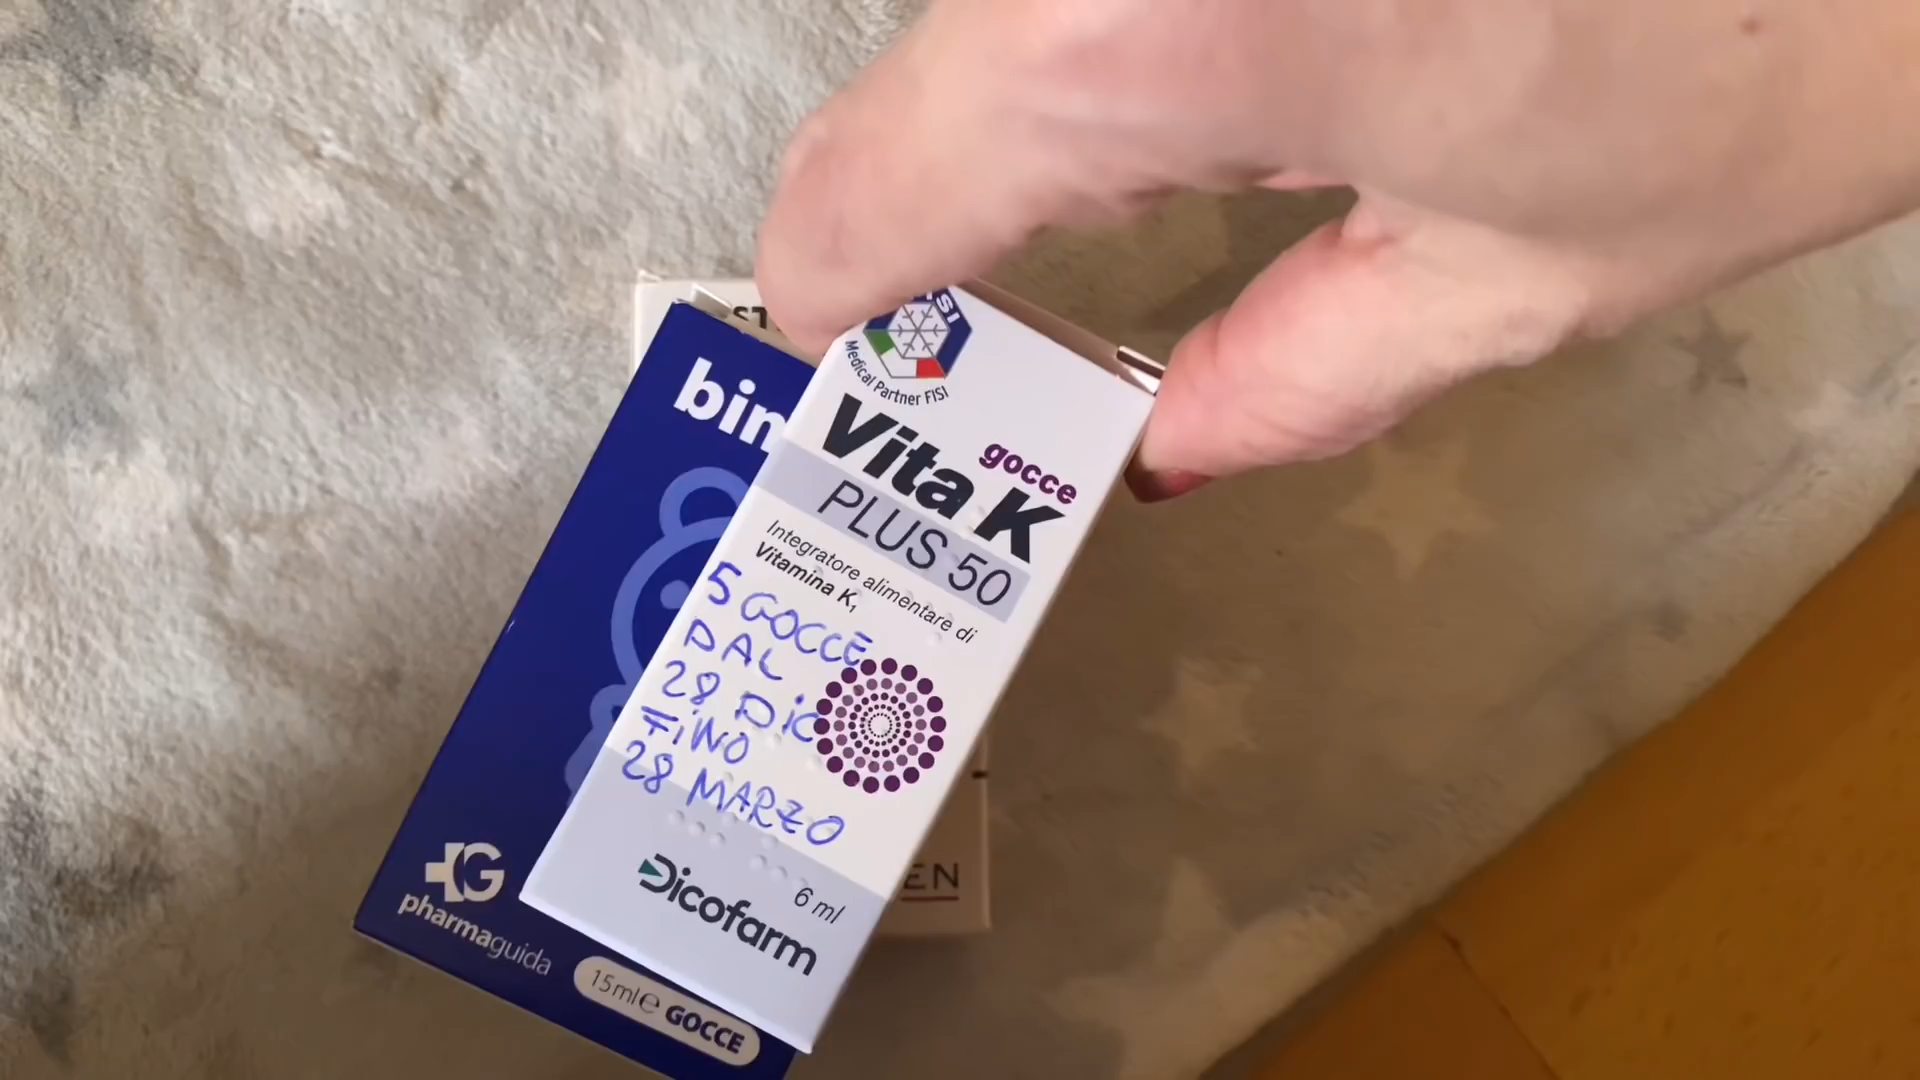 Medical Partner FISI
Vita K
gocce
PLUS 50
Integratore alimentare di
Vitamina K₁
5 GOCCE
DAL
28 DIC
FINO
28 MARZO
6 ml
Dicofarm
G
pharmaguida
15ml℮ GOCCE